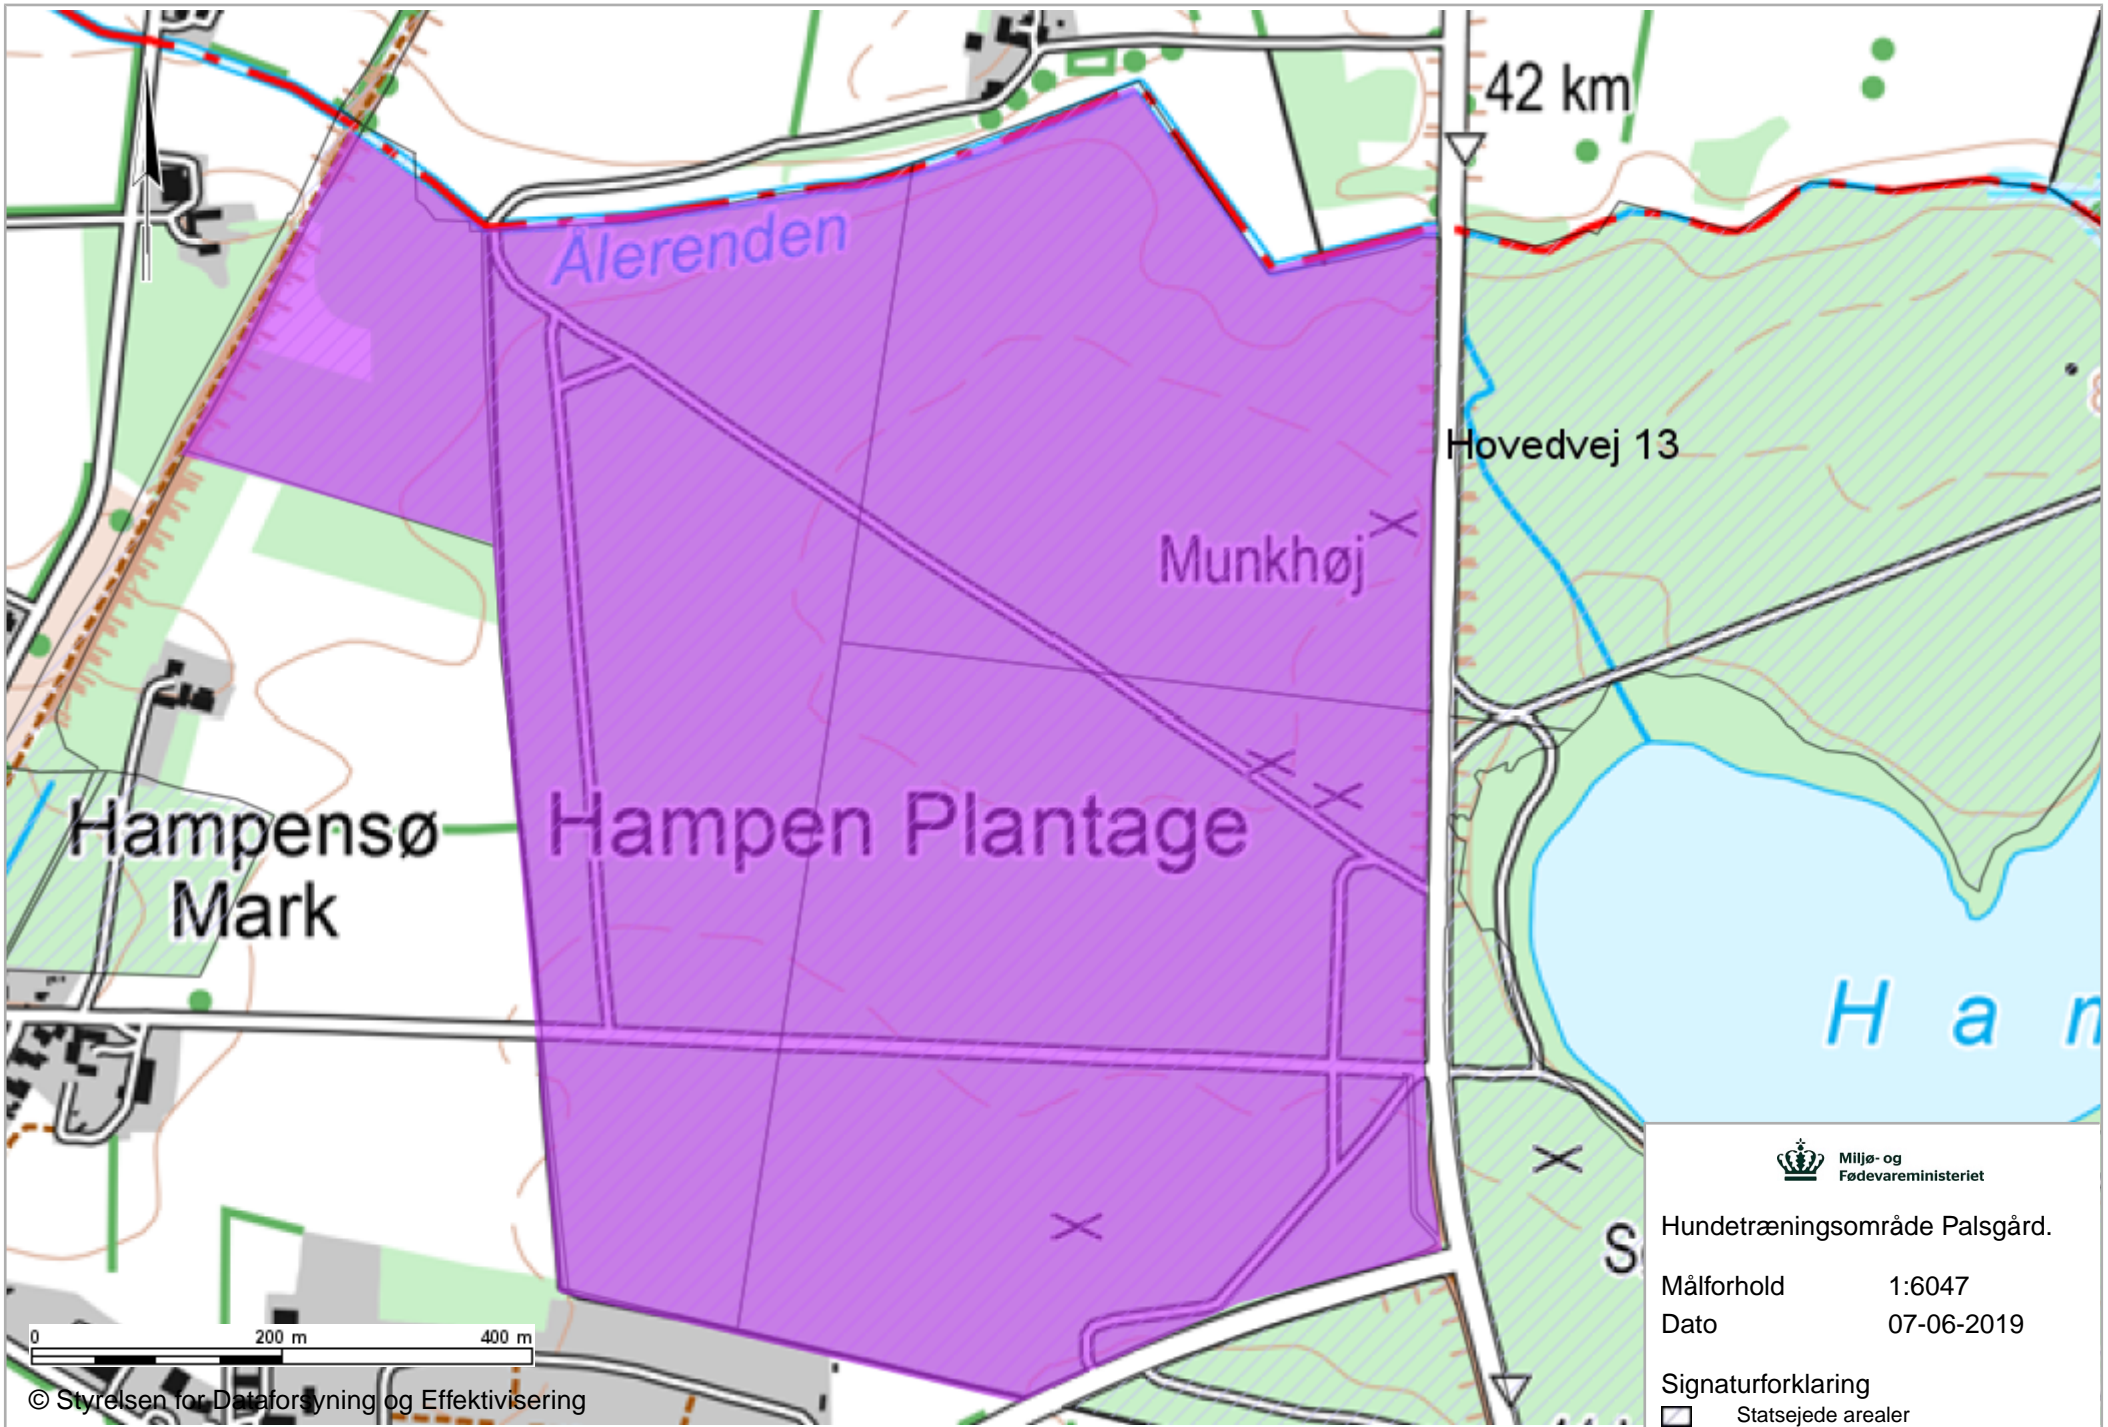 42 km
Ålerenden
Hovedvej 13
Munkhøj
Hampensø
Mark
Hampen Plantage
H a
Miljø- og
Fødevareministeriet
Hundetræningsområde Palsgård.
Målforhold 1:6047
Dato 07-06-2019
Signaturforklaring
Statsejede arealer
0 200 m 400 m
© Styrelsen for Dataforsyning og Effektivisering